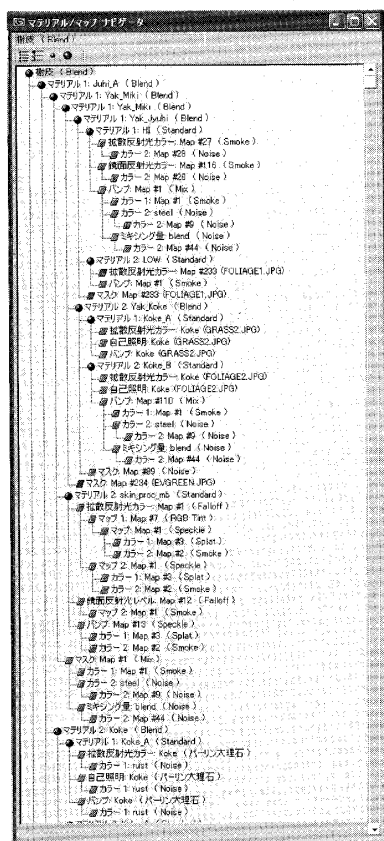 マテリアル/マップ ナビゲータ
樹皮 ( Blend )
樹皮 ( Blend )
マテリアル 1: Juhi_A ( Blend )
マテリアル 1: Yak_Miki ( Blend )
マテリアル 1: Yak_Miki ( Blend )
マテリアル 1: Yak_Jyuhi ( Blend )
マテリアル 1: HI ( Standard )
拡散反射光カラー: Map #27 ( Smoke )
カラー 2: Map #28 ( Noise )
鏡面反射光カラー: Map #116 ( Smoke )
カラー 2: Map #28 ( Noise )
バンプ: Map #1 ( Mix )
カラー 1: Map #1 ( Smoke )
カラー 2: steel ( Noise )
カラー 2: Map #9 ( Noise )
ミキシング量: blend ( Noise )
カラー 2: Map #44 ( Noise )
マテリアル 2: LOW ( Standard )
拡散反射光カラー: Map #233 (FOLIAGE1.JPG)
バンプ: Map #1 ( Smoke )
マスク: Map #233 (FOLIAGE1.JPG)
マテリアル 2: Yak_Koke ( Blend )
マテリアル 1: Koke_A ( Standard )
拡散反射光カラー: Koke (GRASS2.JPG)
自己照明: Koke (GRASS2.JPG)
バンプ: Koke (GRASS2.JPG)
マテリアル 2: Koke_B ( Standard )
拡散反射光カラー: Koke (FOLIAGE2.JPG)
自己照明: Koke (FOLIAGE2.JPG)
バンプ: Map #110 ( Mix )
カラー 1: Map #1 ( Smoke )
カラー 2: steel ( Noise )
カラー 2: Map #9 ( Noise )
ミキシング量: blend ( Noise )
カラー 2: Map #44 ( Noise )
マスク: Map #89 ( Noise )
マスク: Map #234 (EVGREEN.JPG)
マテリアル 2: skin_proc_mb ( Standard )
拡散反射光カラー: Map #1 ( Falloff )
マップ 1: Map #7 ( RGB Tint )
マップ: Map #1 ( Speckle )
カラー 1: Map #3 ( Splat )
カラー 2: Map #2 ( Smoke )
マップ 2: Map #1 ( Speckle )
カラー 1: Map #3 ( Splat )
カラー 2: Map #2 ( Smoke )
鏡面反射光レベル: Map #12 ( Falloff )
マップ 2: Map #1 ( Smoke )
バンプ: Map #13 ( Speckle )
カラー 1: Map #3 ( Splat )
カラー 2: Map #2 ( Smoke )
マスク: Map #1 ( Mix )
カラー 1: Map #1 ( Smoke )
カラー 2: steel ( Noise )
カラー 2: Map #9 ( Noise )
ミキシング量: blend ( Noise )
カラー 2: Map #44 ( Noise )
マテリアル 2: Koke ( Blend )
マテリアル 1: Koke_A ( Standard )
拡散反射光カラー: Koke ( パーリン大理石 )
カラー 1: rust ( Noise )
自己照明: Koke ( パーリン大理石 )
カラー 1: rust ( Noise )
バンプ: Koke ( パーリン大理石 )
カラー 1: rust ( Noise )